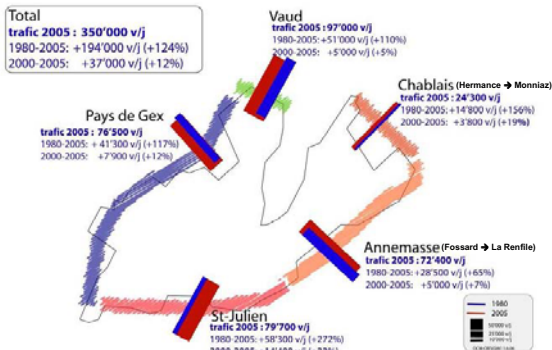 Total
trafic 2005 : 350'000 v/j
1980-2005: +194'000 v/j (+124%)
2000-2005: +37'000 v/j (+12%)
Vaud
trafic 2005 : 97'000 v/j
1980-2005: +51'000 v/j (+110%)
2000-2005: +5'000 v/j (+5%)
Chablais (Hermance → Monniaz)
trafic 2005 : 24'300 v/j
1980-2005: +14'800 v/j (+156%)
2000-2005: +3'800 v/j (+19%)
Pays de Gex
trafic 2005 : 76'500 v/j
1980-2005: + 41'300 v/j (+117%)
2000-2005: +7'900 v/j (+12%)
Annemasse (Fossard → La Renfile)
trafic 2005 : 72'400 v/j
1980-2005: +28'500 v/j (+65%)
2000-2005: +5'000 v/j (+7%)
St-Julien
trafic 2005 : 79'700 v/j
1980-2005: +58'300 v/j (+272%)
1980
2005